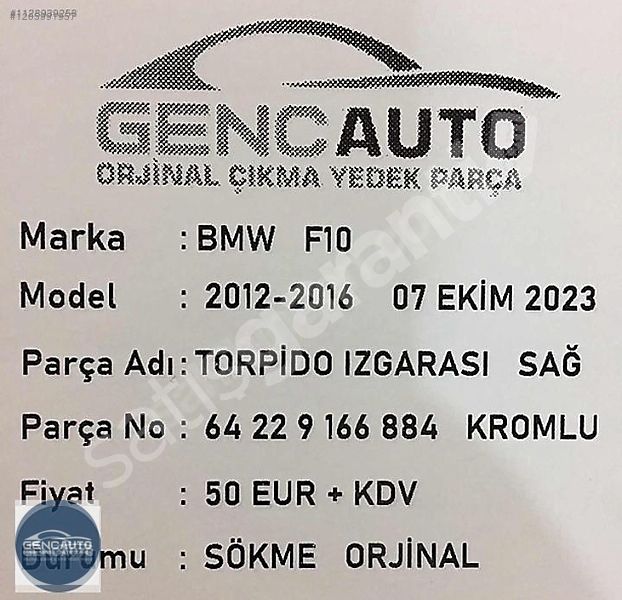 #1128939258
#1265991957
GENCAUTO
ORJİNAL ÇIKMA YEDEK PARÇA
Marka : BMW F10
Model : 2012-2016 07 EKİM 2023
Parça Adı : TORPİDO IZGARASI SAĞ
Parça No : 64 22 9 166 884 KROMLU
Fiyat : 50 EUR + KDV
Durumu : SÖKME ORJİNAL
GENCAUTO